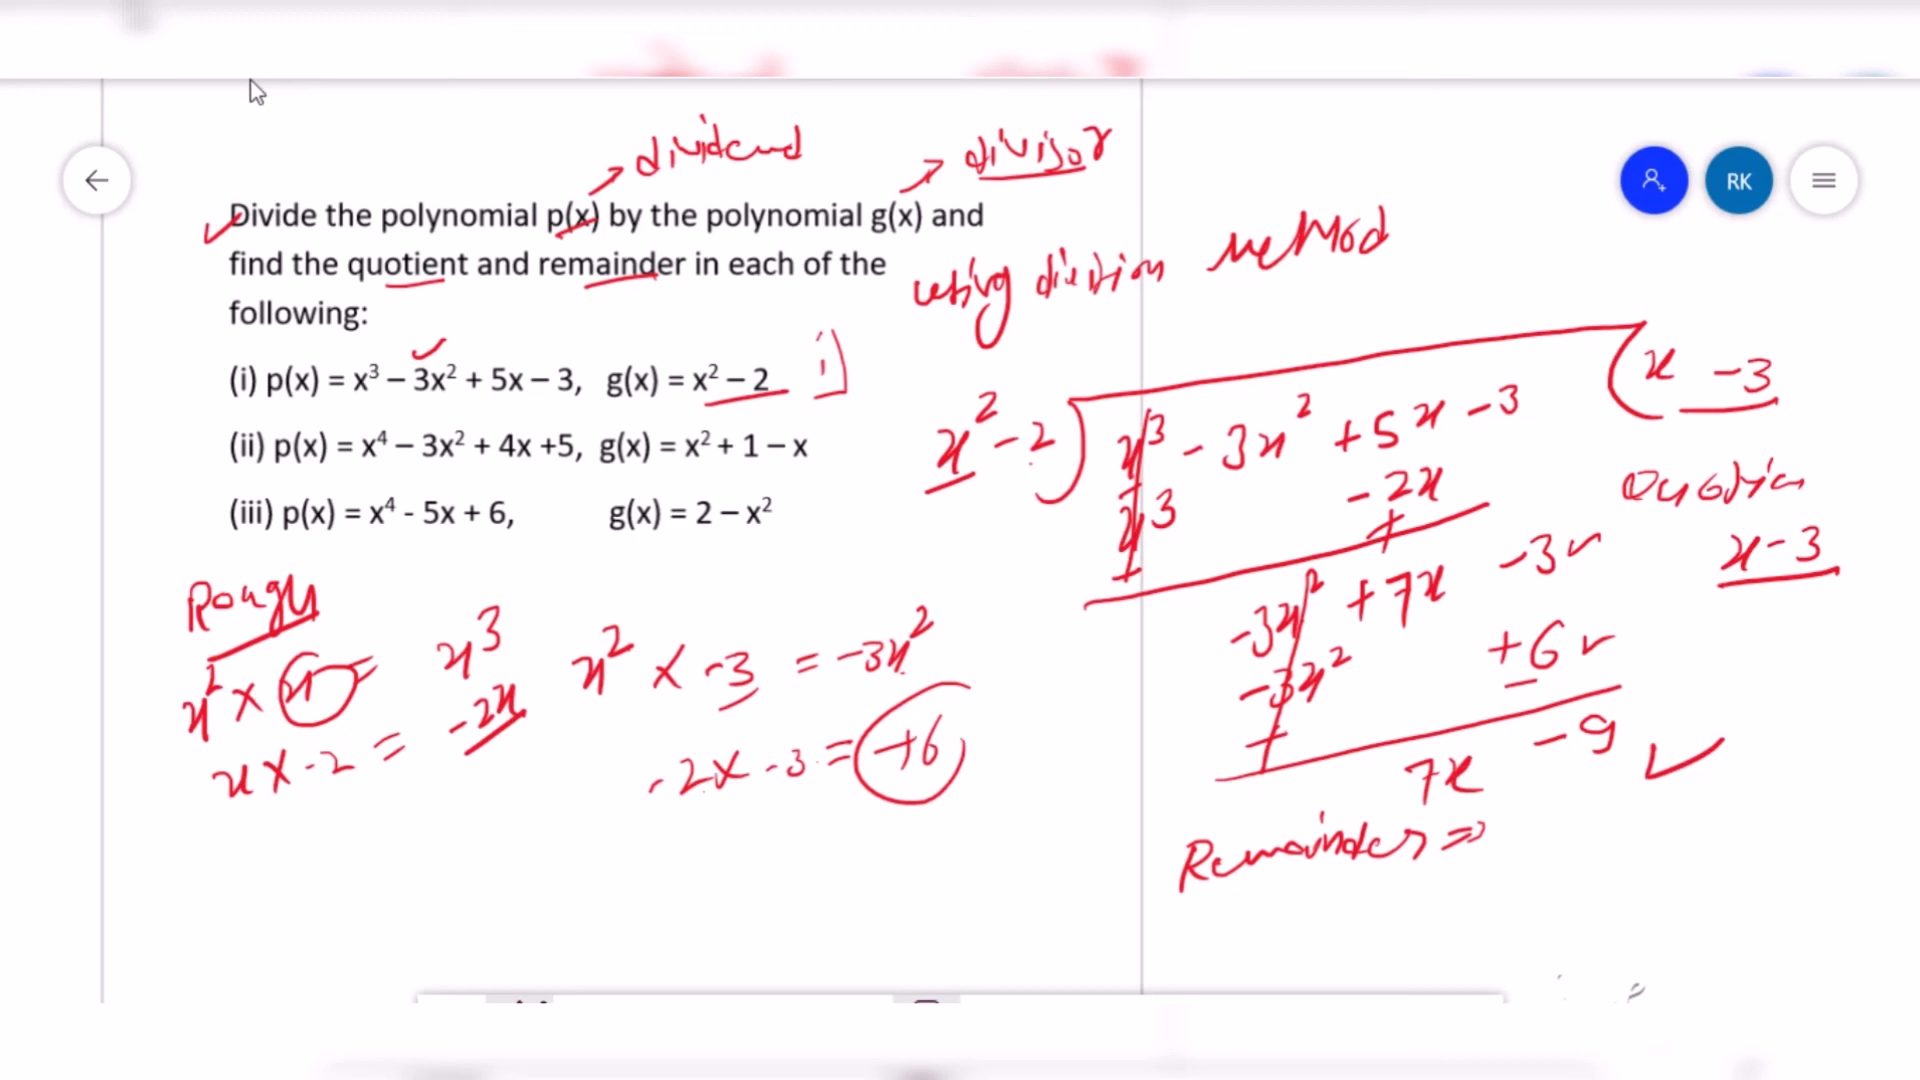 dividend
divisor
RK
Divide the polynomial p(x) by the polynomial g(x) and
find the quotient and remainder in each of the
following:
using division method
(i) p(x) = x³ – 3x² + 5x – 3, g(x) = x² – 2
i)
(ii) p(x) = x⁴ – 3x² + 4x +5, g(x) = x² + 1 – x
(iii) p(x) = x⁴ - 5x + 6, g(x) = 2 – x²
x - 3
x² - 2 ) x³ - 3x² + 5x - 3
x³ - 2x
+
-3x² + 7x - 3
-3x² + 6
+ -
7x - 9
x - 3
Remainder ⇒
Rough
x² × x = x³
x × -2 = -2x
x² × -3 = -3x²
-2 × -3 = +6